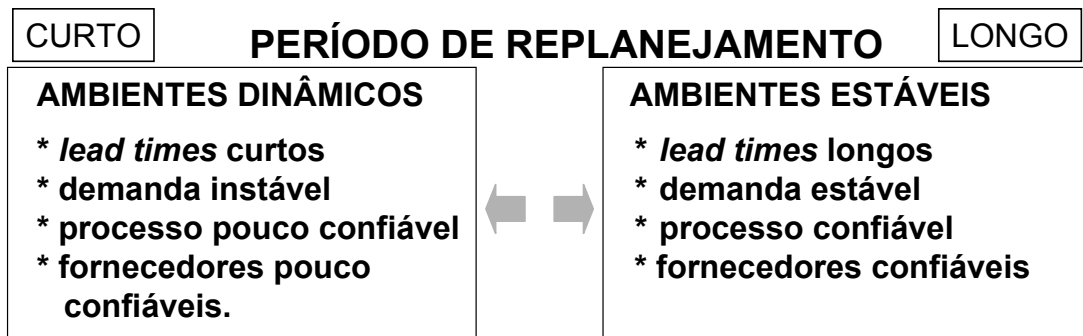 CURTO
PERÍODO DE REPLANEJAMENTO
LONGO
AMBIENTES DINÂMICOS
* lead times curtos
* demanda instável
* processo pouco confiável
* fornecedores pouco
confiáveis.
AMBIENTES ESTÁVEIS
* lead times longos
* demanda estável
* processo confiável
* fornecedores confiáveis